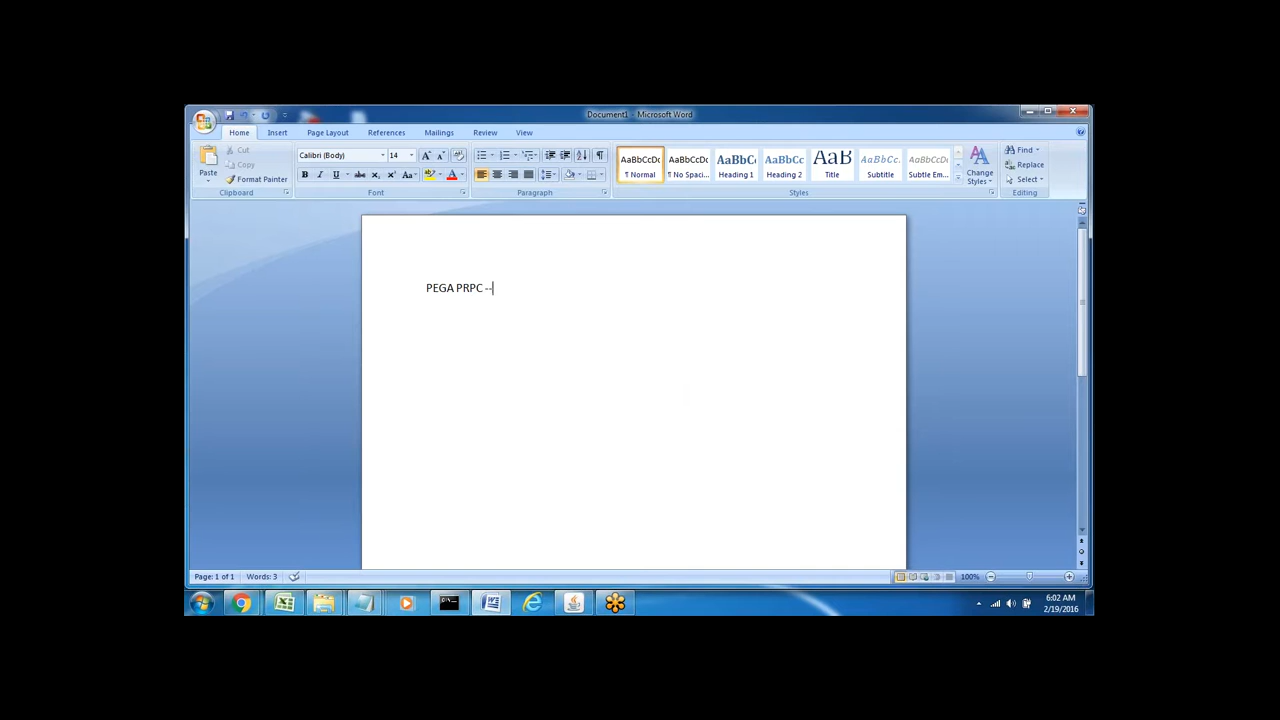 Document1 - Microsoft Word
Home Insert Page Layout References Mailings Review View
Paste
Cut
Copy
Format Painter
Clipboard
Calibri (Body) 14
Font
Paragraph
AaBbCcDc AaBbCcDc AaBbC AaBbCc AaB AaBbCc. AaBbCcDc
¶ Normal ¶ No Spaci... Heading 1 Heading 2 Title Subtitle Subtle Em...
Change Styles
Styles
Find
Replace
Select
Editing
PEGA PRPC --
Page: 1 of 1 Words: 3 100%
6:02 AM
2/19/2016